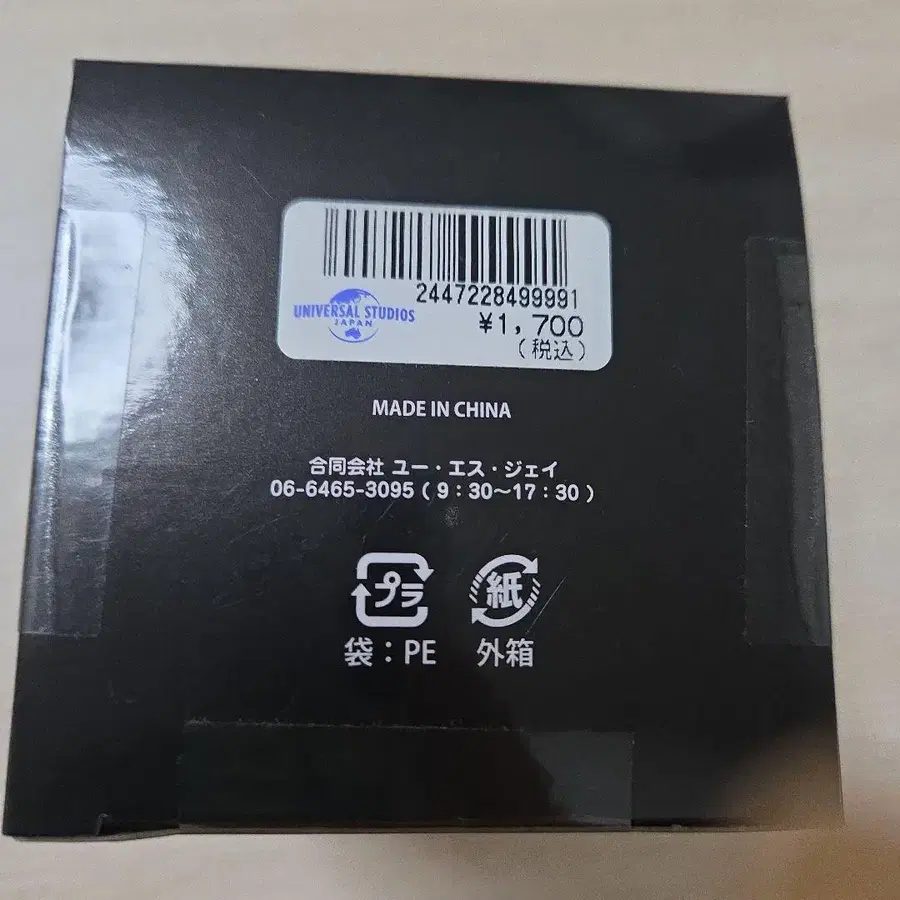 2447228499991
UNIVERSAL STUDIOS
JAPAN
¥1,700
(税込)
MADE IN CHINA
合同会社 ユー・エス・ジェイ
06-6465-3095 ( 9:30〜17:30 )
プラ
紙
袋:PE
外箱